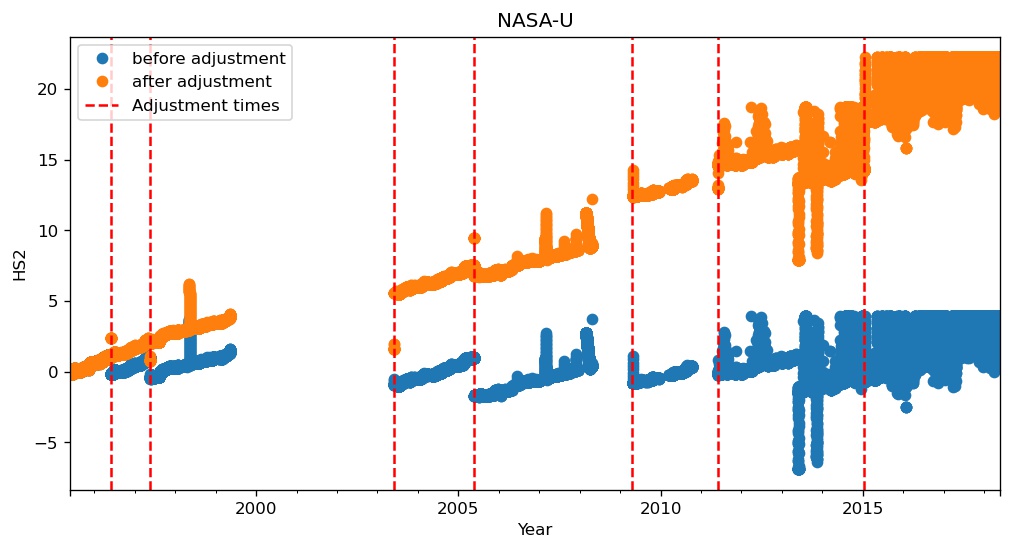 NASA-U
before adjustment
after adjustment
Adjustment times
HS2
20
15
10
5
0
−5
2000 2005 2010 2015
Year